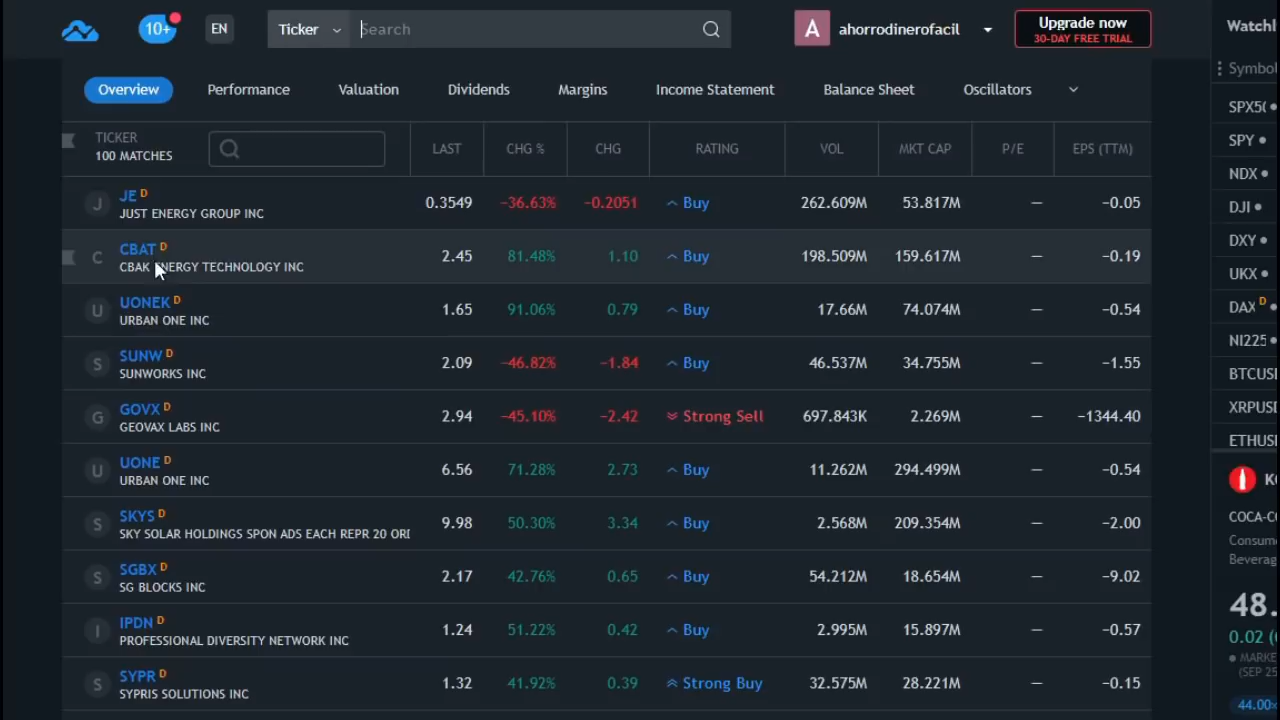 10+
EN
Ticker
Search
A
ahorrodinerofacil
Upgrade now
30-DAY FREE TRIAL
Overview
Performance
Valuation
Dividends
Margins
Income Statement
Balance Sheet
Oscillators
TICKER
100 MATCHES
LAST
CHG %
CHG
RATING
VOL
MKT CAP
P/E
EPS (TTM)
J JE D 0.3549 −36.63% −0.2051 Buy 262.609M 53.817M — −0.05
JUST ENERGY GROUP INC
C CBAT D 2.45 81.48% 1.10 Buy 198.509M 159.617M — −0.19
CBAK ENERGY TECHNOLOGY INC
U UONEK D 1.65 91.06% 0.79 Buy 17.66M 74.074M — −0.54
URBAN ONE INC
S SUNW D 2.09 −46.82% −1.84 Buy 46.537M 34.755M — −1.55
SUNWORKS INC
G GOVX D 2.94 −45.10% −2.42 Strong Sell 697.843K 2.269M — −1344.40
GEOVAX LABS INC
U UONE D 6.56 71.28% 2.73 Buy 11.262M 294.499M — −0.54
URBAN ONE INC
S SKYS D 9.98 50.30% 3.34 Buy 2.568M 209.354M — −2.00
SKY SOLAR HOLDINGS SPON ADS EACH REPR 20 ORI
S SGBX D 2.17 42.76% 0.65 Buy 54.212M 18.654M — −9.02
SG BLOCKS INC
I IPDN D 1.24 51.22% 0.42 Buy 2.995M 15.897M — −0.57
PROFESSIONAL DIVERSITY NETWORK INC
S SYPR D 1.32 41.92% 0.39 Strong Buy 32.575M 28.221M — −0.15
SYPRIS SOLUTIONS INC
Watchl
Symbo
SPX50
SPY
NDX
DJI
DXY
UKX
DAX D
NI225
BTCUS
XRPUS
ETHUS
K
COCA-C
Consum
Beverag
48.
0.02 (
MARKE
(SEP 25
44.00